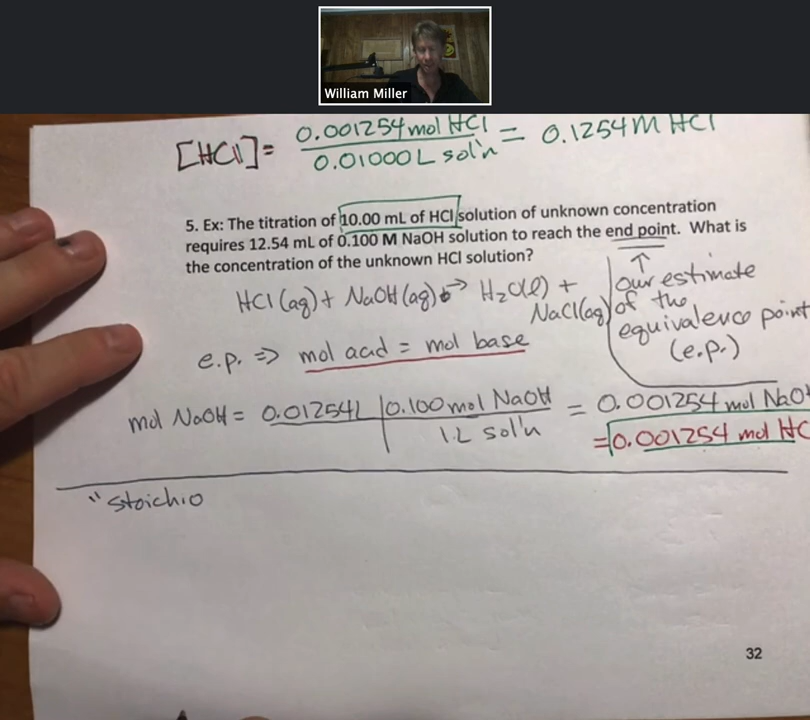 William Miller
[HCl] = 0.001254 mol HCl / 0.01000 L sol'n = 0.1254 M HCl
5. Ex: The titration of 10.00 mL of HCl solution of unknown concentration
requires 12.54 mL of 0.100 M NaOH solution to reach the end point. What is
the concentration of the unknown HCl solution?
HCl(aq) + NaOH(aq) → H2O(l) +
NaCl(aq)
↑
our estimate
of the
equivalence point
(e.p.)
e.p. => mol acid = mol base
mol NaOH = 0.01254L | 0.100 mol NaOH / 1 L sol'n = 0.001254 mol NaOH
= 0.001254 mol HC
"stoichio
32